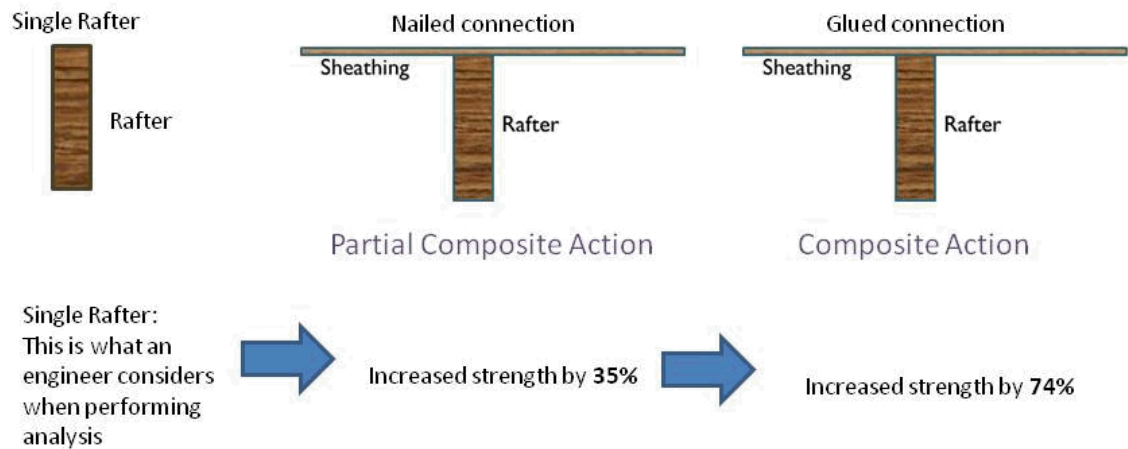 Single Rafter
Rafter
Nailed connection
Sheathing
Rafter
Partial Composite Action
Glued connection
Sheathing
Rafter
Composite Action
Single Rafter:
This is what an
engineer considers
when performing
analysis
Increased strength by 35%
Increased strength by 74%